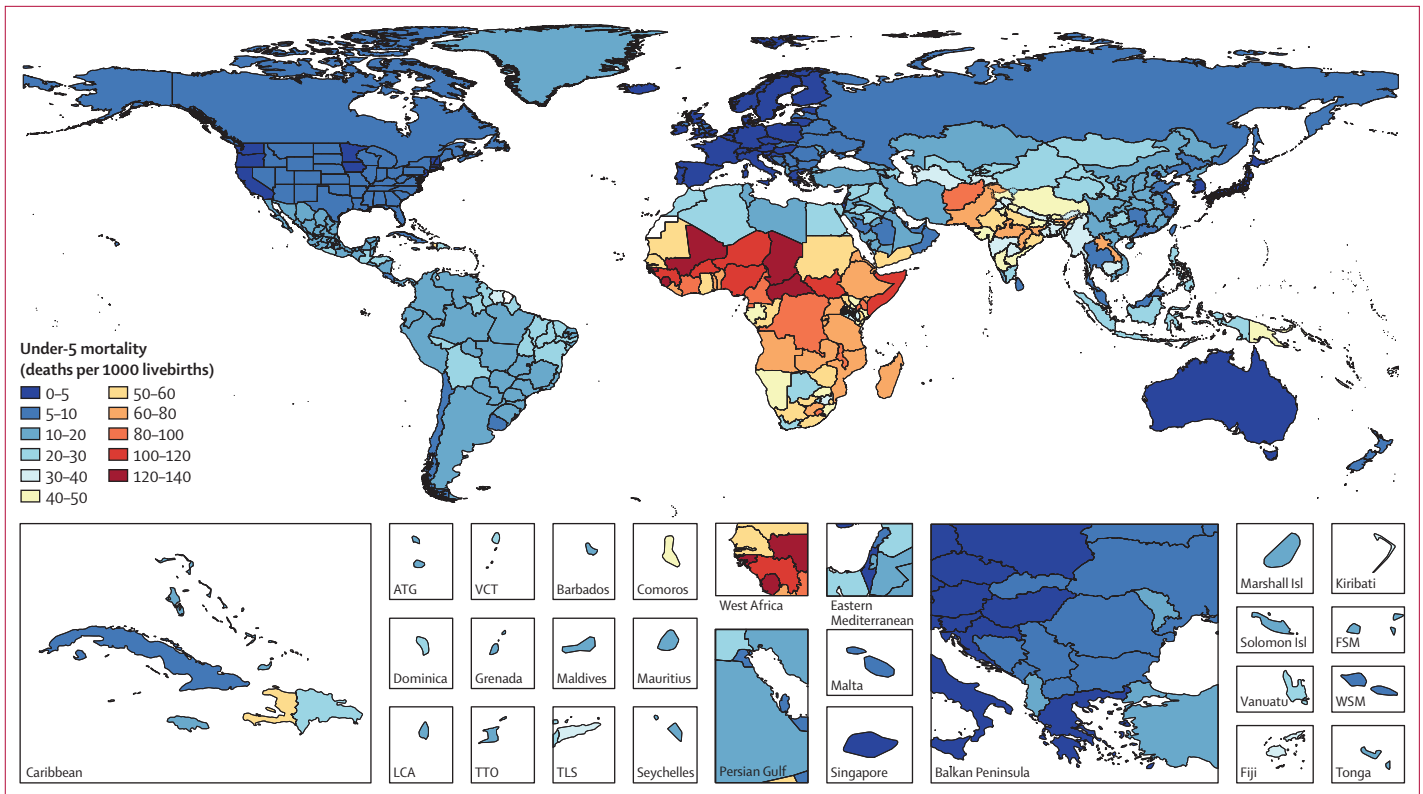 Under-5 mortality
(deaths per 1000 livebirths)
0–5
5–10
10–20
20–30
30–40
40–50
50–60
60–80
80–100
100–120
120–140
Caribbean
ATG
VCT
Barbados
Comoros
West Africa
Eastern
Mediterranean
Marshall Isl
Kiribati
Dominica
Grenada
Maldives
Mauritius
Malta
Solomon Isl
FSM
Vanuatu
WSM
LCA
TTO
TLS
Seychelles
Persian Gulf
Singapore
Balkan Peninsula
Fiji
Tonga